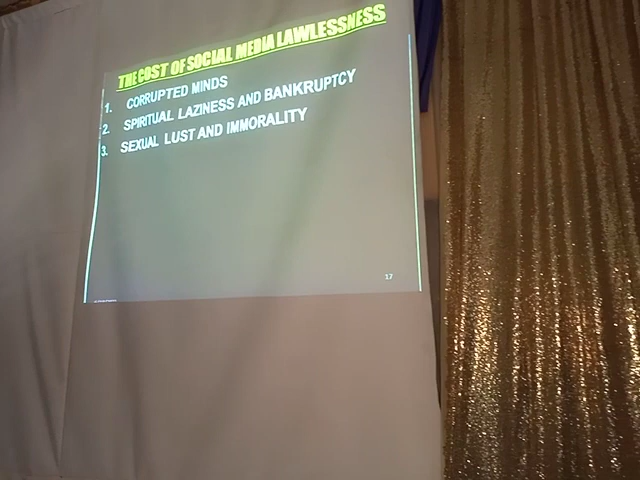 THE COST OF SOCIAL MEDIA LAWLESSNESS
1. CORRUPTED MINDS
2. SPIRITUAL LAZINESS AND BANKRUPTCY
3. SEXUAL LUST AND IMMORALITY
17